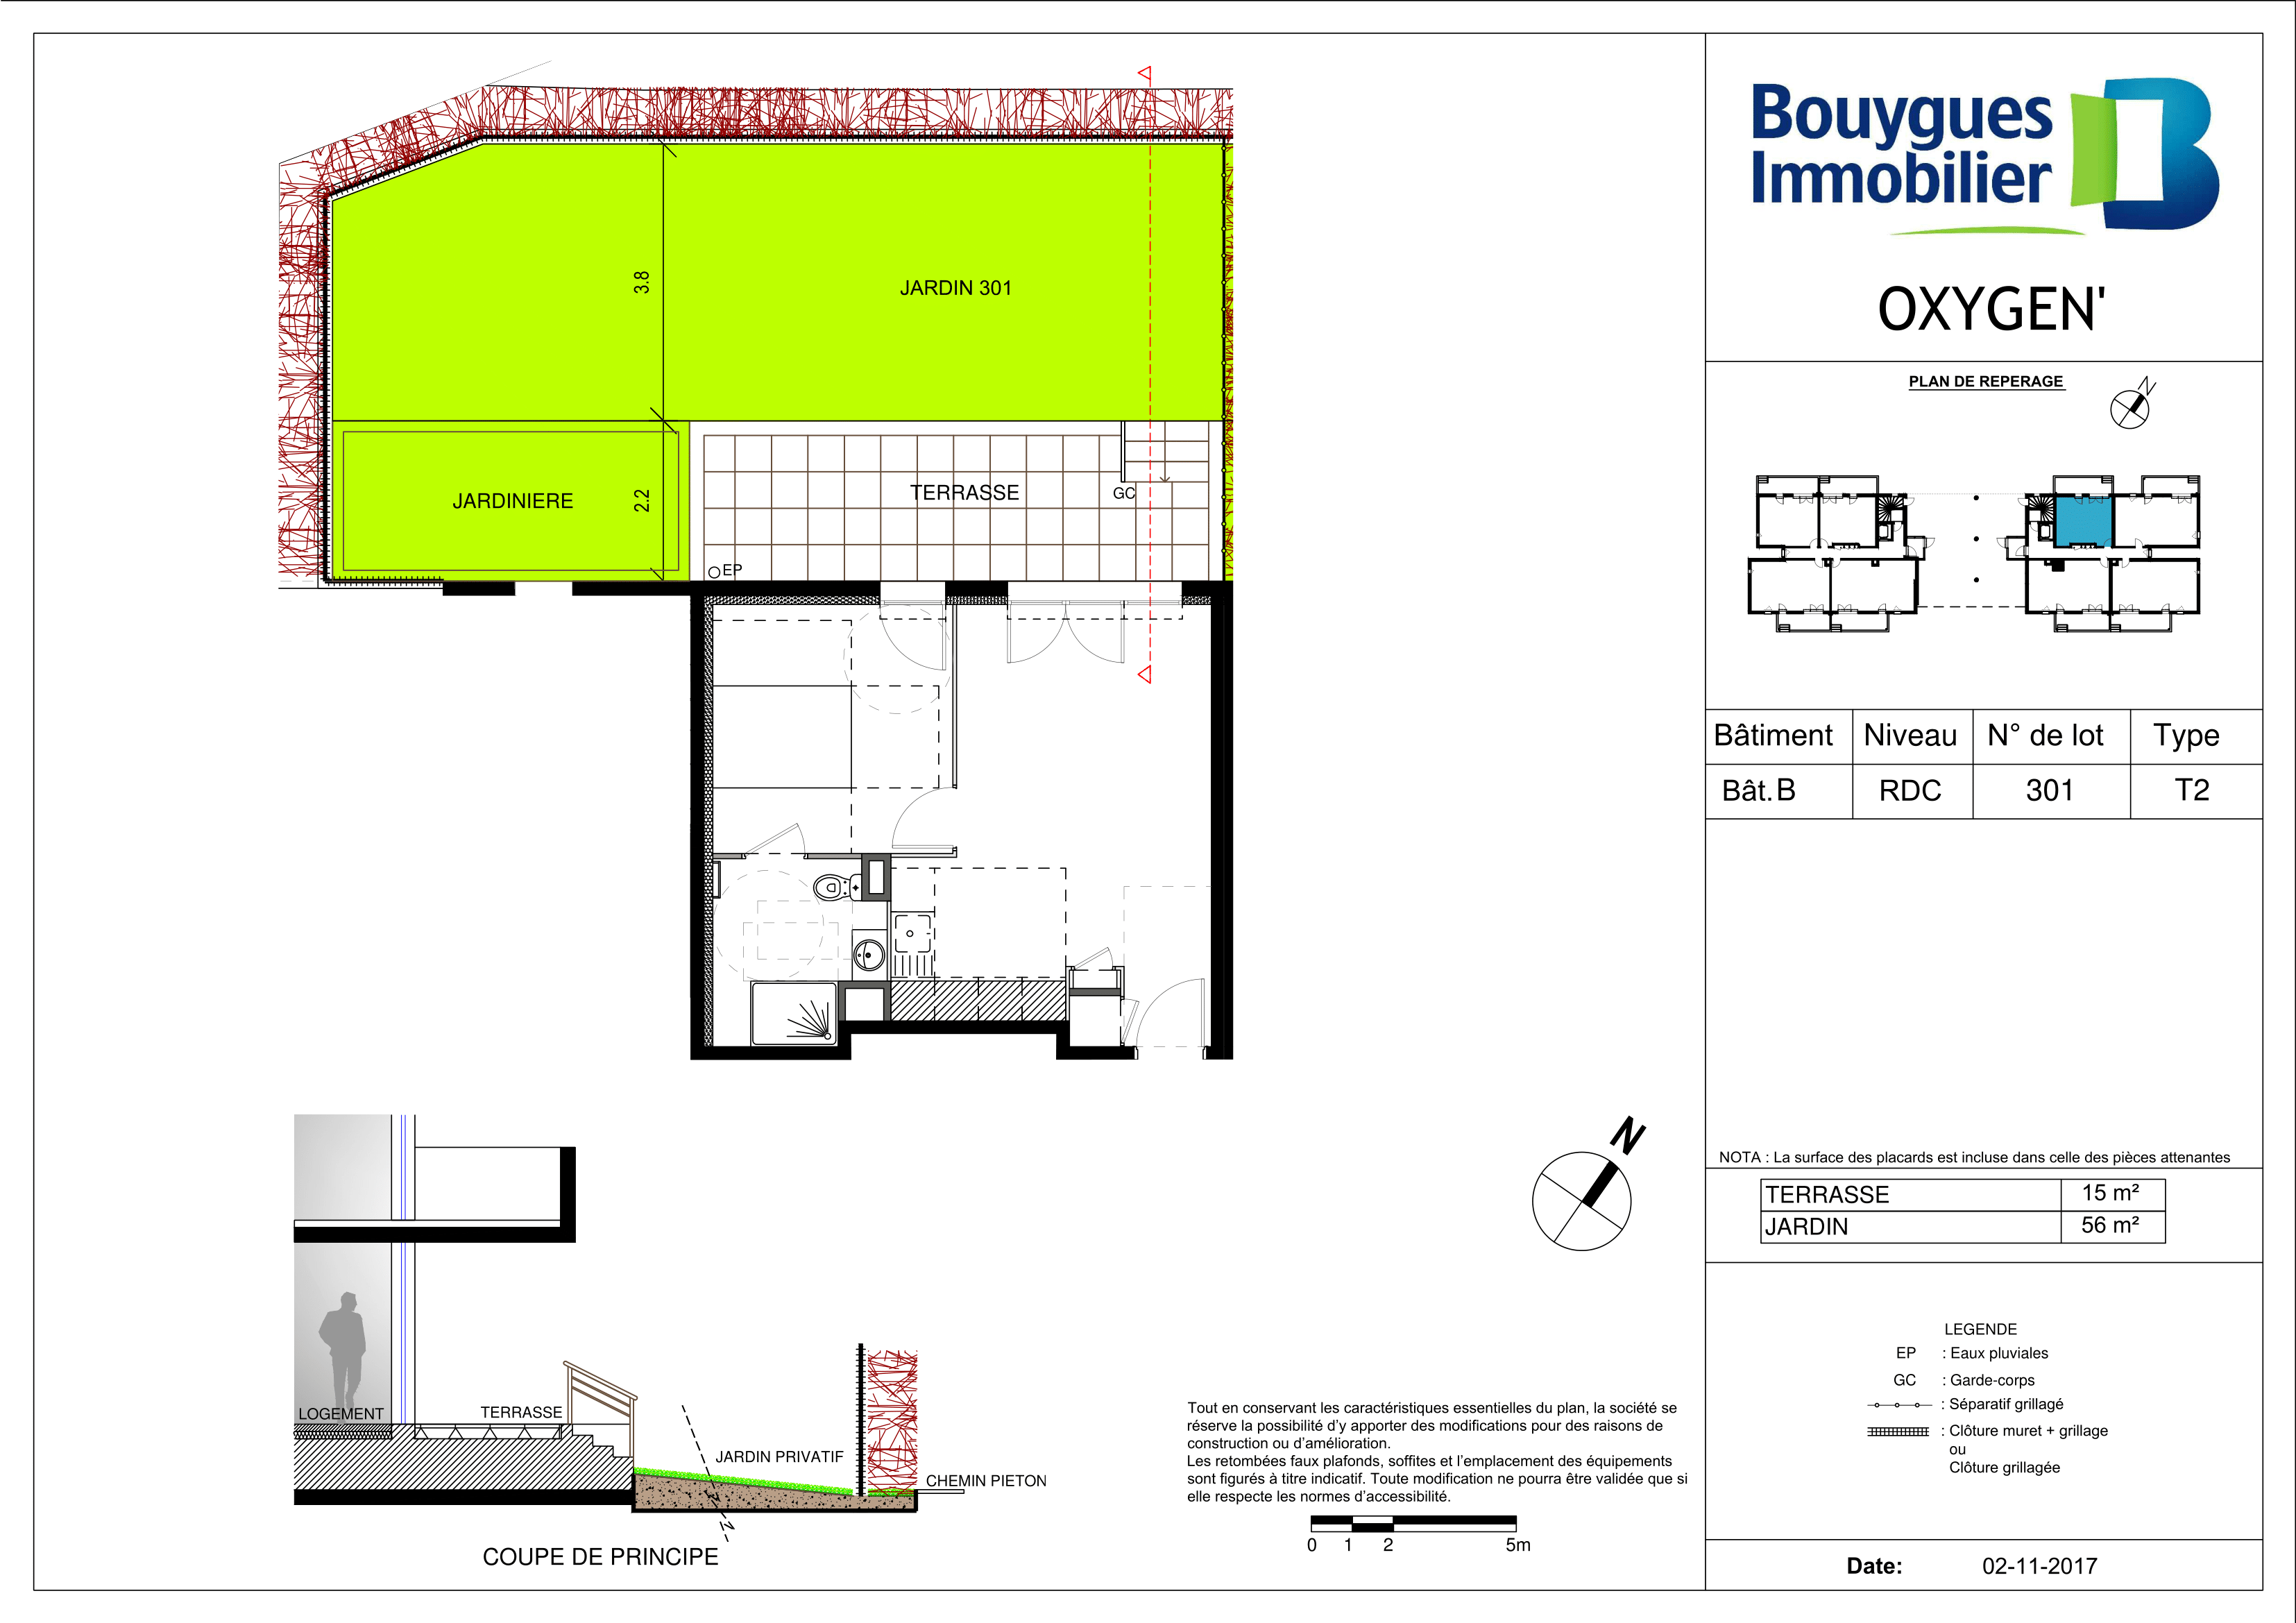 3.8
JARDIN 301
JARDINIERE
2.2
TERRASSE
GC
EP
LOGEMENT
TERRASSE
JARDIN PRIVATIF
CHEMIN PIETON
COUPE DE PRINCIPE
N
Tout en conservant les caractéristiques essentielles du plan, la société se
réserve la possibilité d'y apporter des modifications pour des raisons de
construction ou d'amélioration.
Les retombées faux plafonds, soffites et l'emplacement des équipements
sont figurés à titre indicatif. Toute modification ne pourra être validée que si
elle respecte les normes d'accessibilité.
0 1 2 5m
Bouygues
Immobilier
OXYGEN'
PLAN DE REPERAGE
N
Bâtiment Niveau N° de lot Type
Bât.B RDC 301 T2
NOTA : La surface des placards est incluse dans celle des pièces attenantes
TERRASSE 15 m²
JARDIN 56 m²
LEGENDE
EP : Eaux pluviales
GC : Garde-corps
: Séparatif grillagé
: Clôture muret + grillage
ou
Clôture grillagée
Date: 02-11-2017